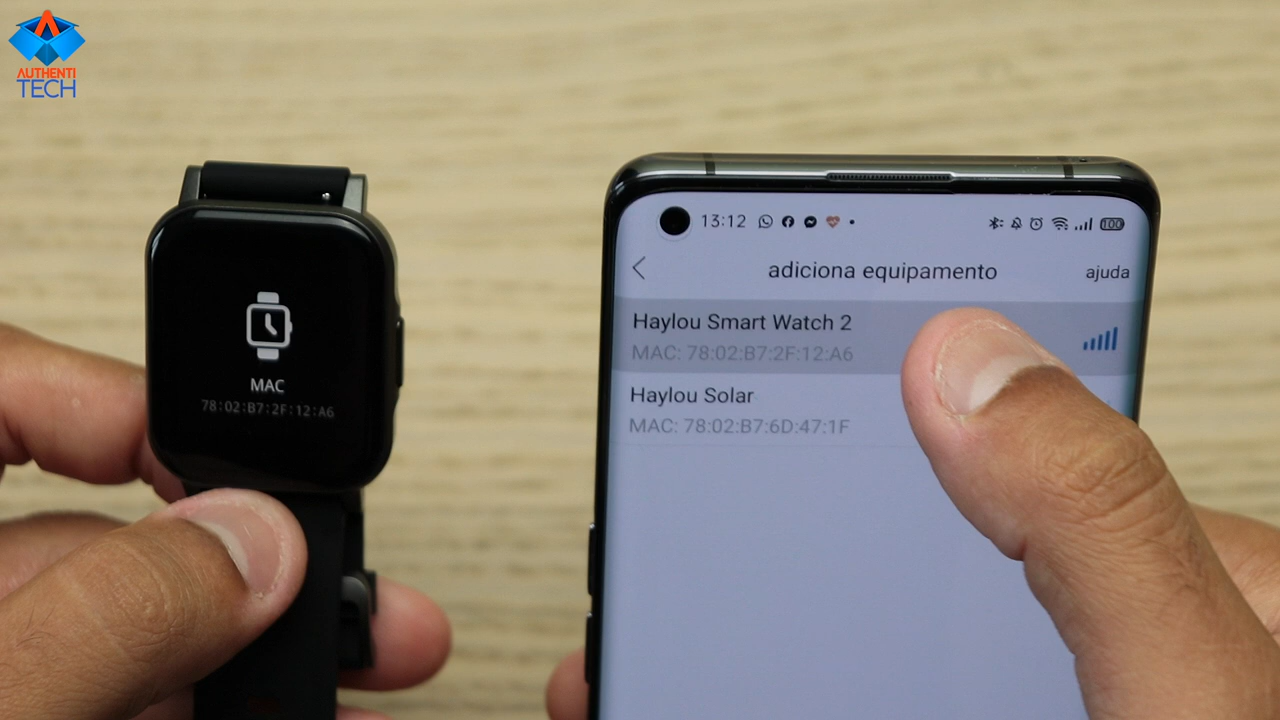 AUTHENTI
TECH
MAC
78:02:B7:2F:12:A6
13:12
100
adiciona equipamento
ajuda
Haylou Smart Watch 2
MAC: 78:02:B7:2F:12:A6
Haylou Solar
MAC: 78:02:B7:6D:47:1F